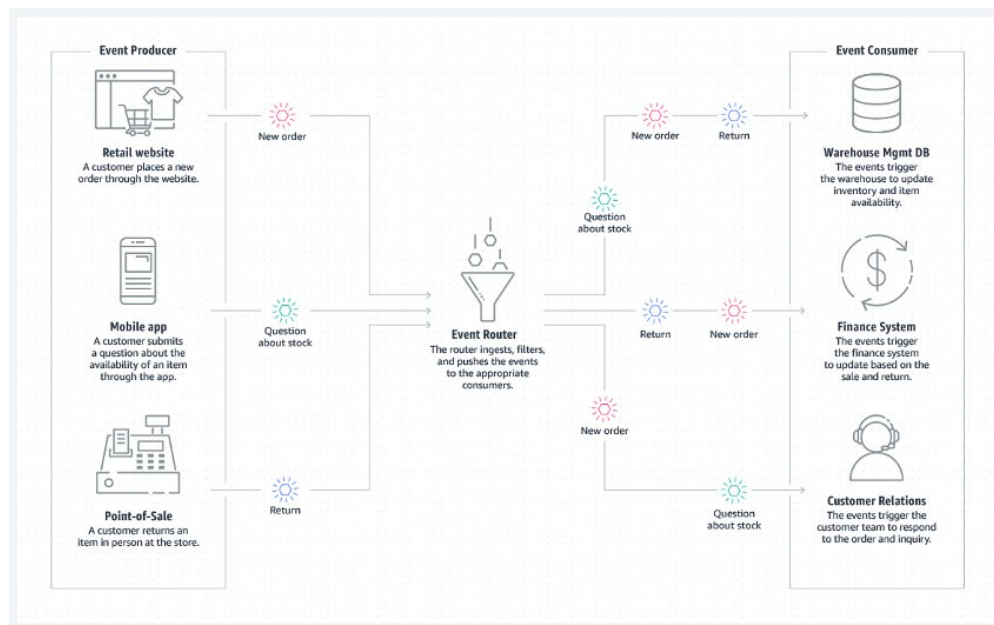 Event Producer
Retail website
A customer places a new
order through the website.
Mobile app
A customer submits
a question about the
availability of an item
through the app.
Point-of-Sale
A customer returns an
item in person at the store.
New order
Question
about stock
Return
Event Router
The router ingests, filters,
and pushes the events
to the appropriate
consumers.
New order
Return
Question
about stock
Return
New order
New order
Question
about stock
Event Consumer
Warehouse Mgmt DB
The events trigger
the warehouse to update
inventory and item
availability.
Finance System
The events trigger
the finance system
to update based on the
sale and return.
Customer Relations
The events trigger the
customer team to respond
to the order and inquiry.